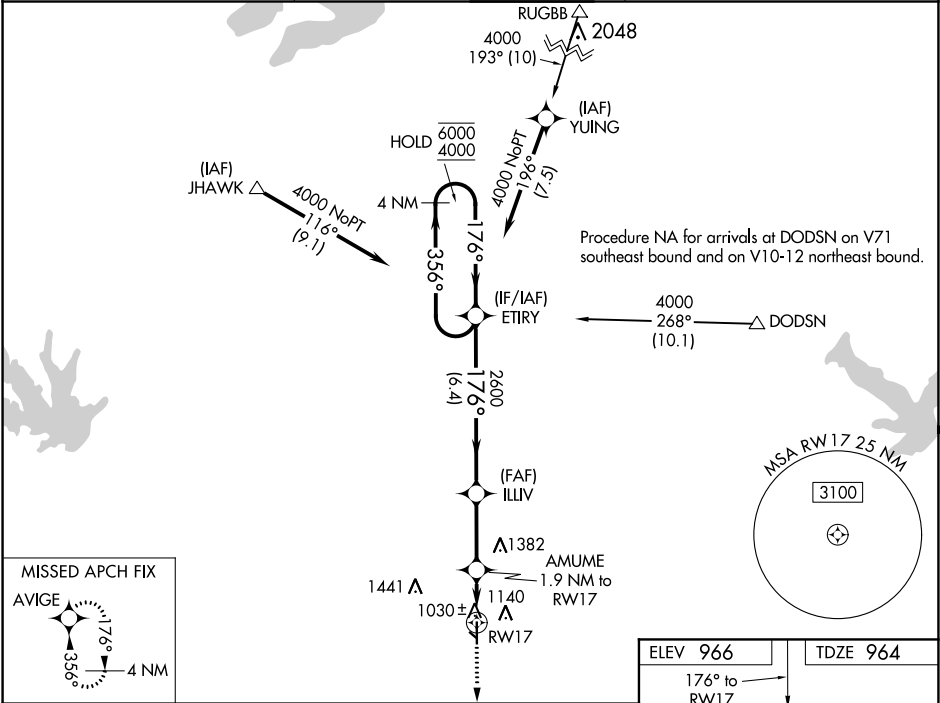 RUGBB
2048
4000
193° (10)
(IAF)
YUING
4000 NoPT
196°
(7.5)
HOLD
6000
4000
(IAF)
JHAWK
4000 NoPT
116°
(9.1)
4 NM
356°
176°
Procedure NA for arrivals at DODSN on V71
southeast bound and on V10-12 northeast bound.
(IF/IAF)
ETIRY
4000
268°
(10.1)
DODSN
2600
176°
(6.4)
(FAF)
ILLIV
MSA RW17 25 NM
3100
1382
AMUME
1.9 NM to
RW17
1441
1140
1030±
RW17
MISSED APCH FIX
AVIGE
176°
356°
4 NM
ELEV 966
TDZE 964
176° to
RW17